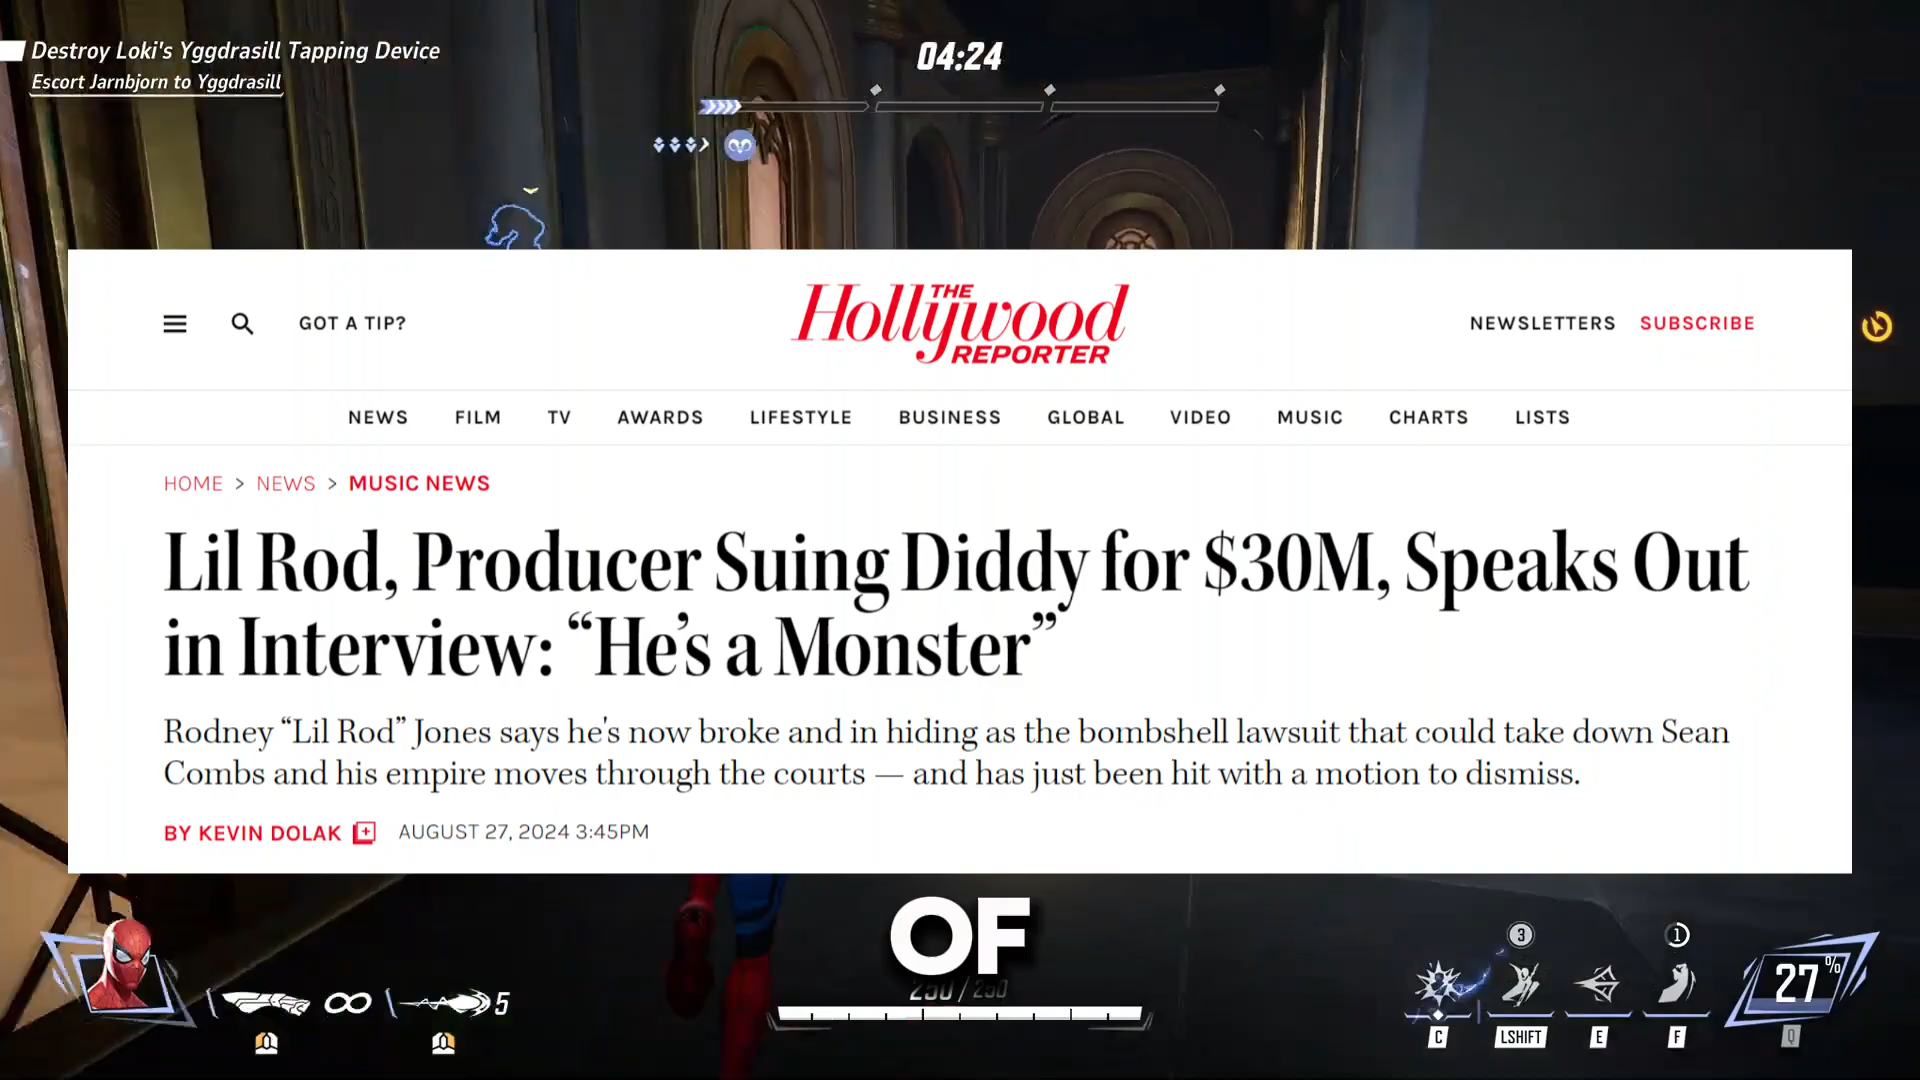 Destroy Loki's Yggdrasill Tapping Device
Escort Jarnbjorn to Yggdrasill
04:24
GOT A TIP?
THE
Hollywood
REPORTER
NEWSLETTERS SUBSCRIBE
NEWS FILM TV AWARDS LIFESTYLE BUSINESS GLOBAL VIDEO MUSIC CHARTS LISTS
HOME > NEWS > MUSIC NEWS
Lil Rod, Producer Suing Diddy for $30M, Speaks Out
in Interview: “He’s a Monster”
Rodney “Lil Rod” Jones says he's now broke and in hiding as the bombshell lawsuit that could take down Sean
Combs and his empire moves through the courts — and has just been hit with a motion to dismiss.
BY KEVIN DOLAK AUGUST 27, 2024 3:45PM
OF
250 / 250
5
3 1
27%
C LSHIFT E F Q